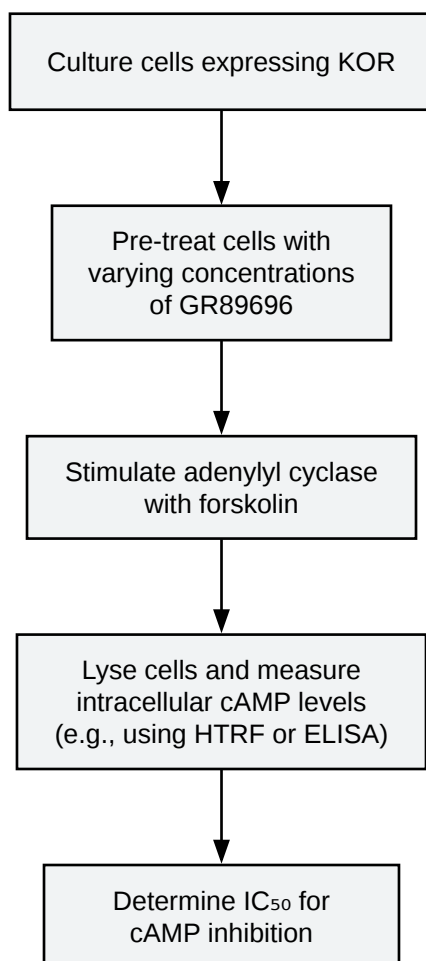 Culture cells expressing KOR
Pre-treat cells with
varying concentrations
of GR89696
Stimulate adenylyl cyclase
with forskolin
Lyse cells and measure
intracellular cAMP levels
(e.g., using HTRF or ELISA)
Determine IC₅₀ for
cAMP inhibition